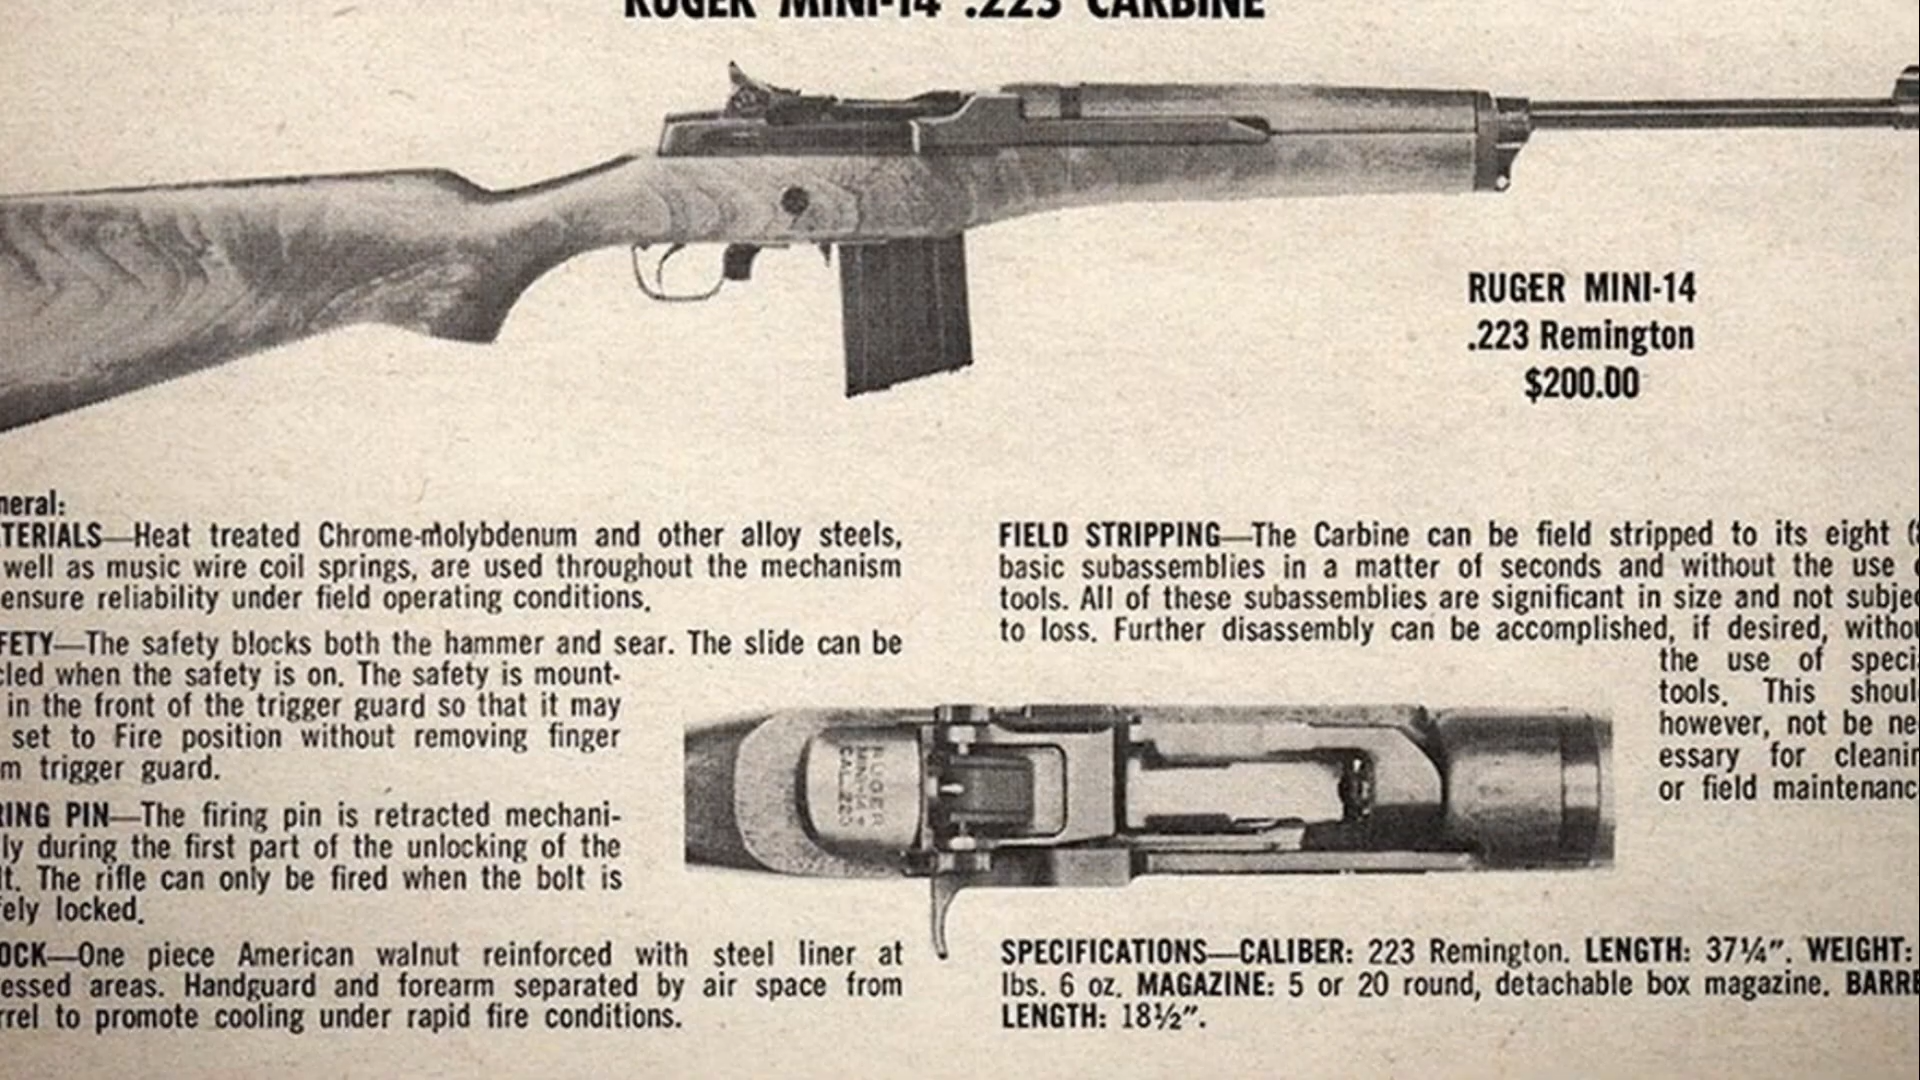 RUGER MINI-14 .223 CARBINE
RUGER MINI-14
.223 Remington
$200.00
neral:
TERIALS—Heat treated Chrome-molybdenum and other alloy steels,
well as music wire coil springs, are used throughout the mechanism
ensure reliability under field operating conditions.
FETY—The safety blocks both the hammer and sear. The slide can be
cled when the safety is on. The safety is mount-
in the front of the trigger guard so that it may
set to Fire position without removing finger
m trigger guard.
RING PIN—The firing pin is retracted mechani-
ly during the first part of the unlocking of the
lt. The rifle can only be fired when the bolt is
fely locked.
OCK—One piece American walnut reinforced with steel liner at
essed areas. Handguard and forearm separated by air space from
rrel to promote cooling under rapid fire conditions.
FIELD STRIPPING—The Carbine can be field stripped to its eight (8
basic subassemblies in a matter of seconds and without the use o
tools. All of these subassemblies are significant in size and not subjec
to loss. Further disassembly can be accomplished, if desired, withou
the use of speci
tools. This shoul
however, not be ne
essary for cleanin
or field maintenanc
RUGER
MINI-14
CAL .223
SPECIFICATIONS—CALIBER: 223 Remington. LENGTH: 37¼". WEIGHT:
lbs. 6 oz. MAGAZINE: 5 or 20 round, detachable box magazine. BARRE
LENGTH: 18½".